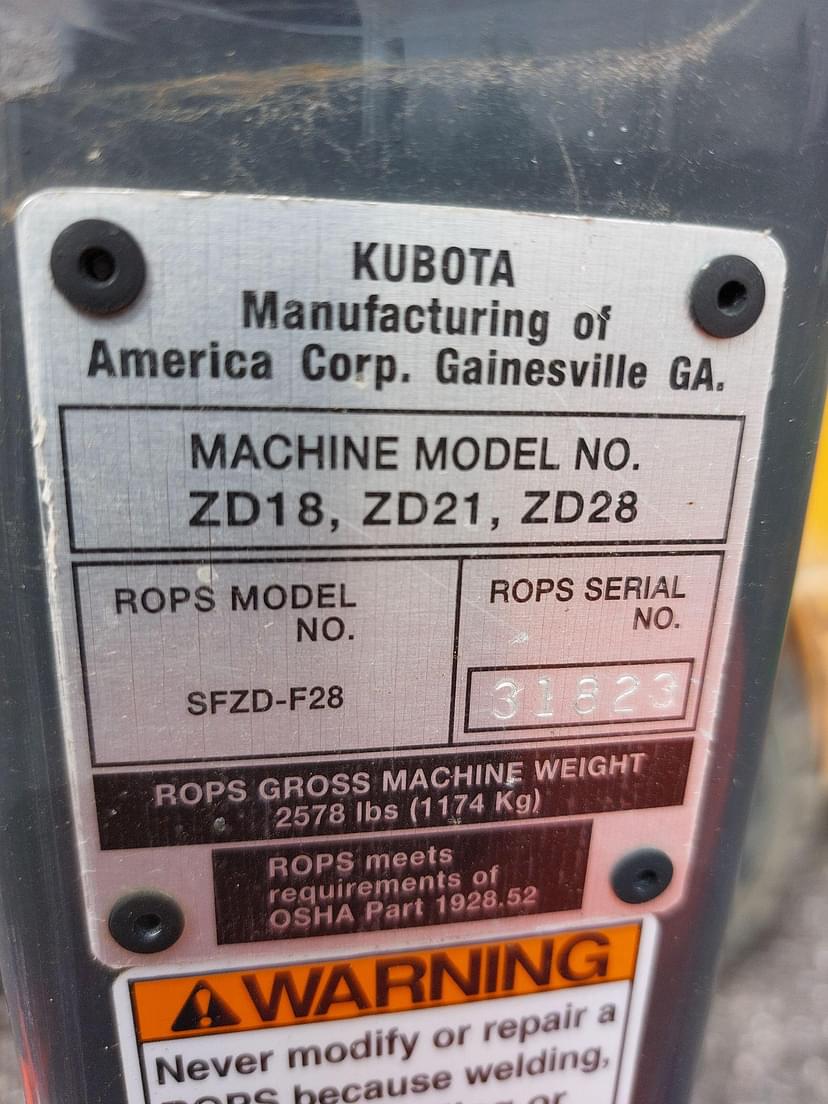 KUBOTA
Manufacturing of
America Corp. Gainesville GA.
MACHINE MODEL NO.
ZD18, ZD21, ZD28
ROPS MODEL
NO.
SFZD-F28
ROPS SERIAL
NO.
31823
ROPS GROSS MACHINE WEIGHT
2578 lbs (1174 Kg)
ROPS meets
requirements of
OSHA Part 1928.52
WARNING
Never modify or repair a
ROPS because welding,
or